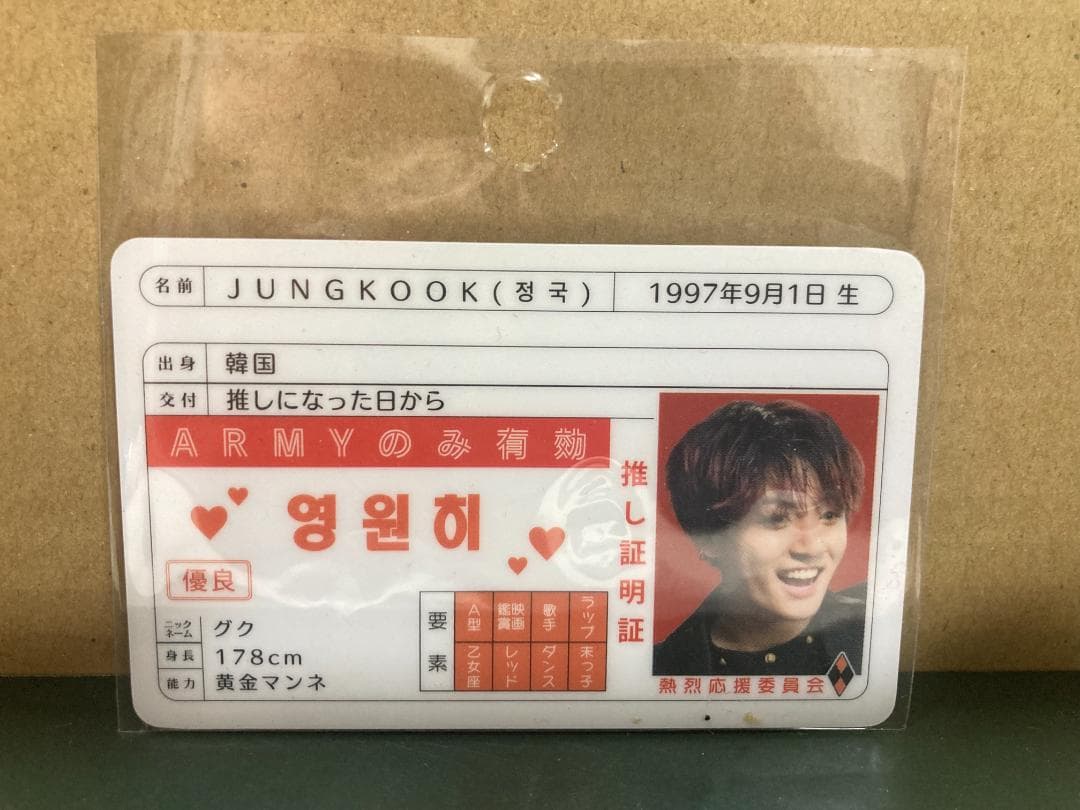 名前 JUNGKOOK(정국) 1997年9月1日 生
出身 韓国
交付 推しになった日から
ARMYのみ有効
영원히
優良
推し証明証
ニックネーム グク
身長 178cm
能力 黄金マンネ
要素
A型 映画鑑賞 歌手 ラップ
乙女座 レッド ダンス 末っ子
熱烈応援委員会